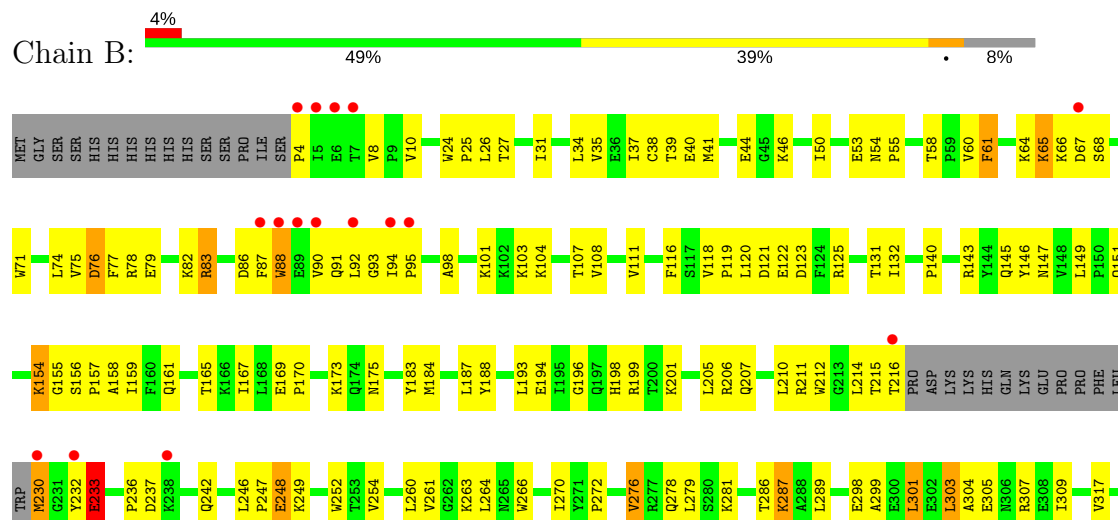 4%
Chain B:
49% 39% • 8%
MET GLY SER SER HIS HIS HIS HIS HIS HIS SER SER PRO ILE SER P4 I5 E6 T7 V8 P9 V10 W24 P25 L26 T27 I31 L34 V35 E36 I37 C38 T39 E40 M41 E44 G45 K46 I50 E53 N54 P55 T58 P59 V60 F61 K64 K65 K66 D67 S68
W71 L74 V75 D76 F77 R78 E79 K82 R83 D86 F87 W88 E89 V90 Q91 L92 G93 I94 P95 A98 K101 K102 K103 K104 T107 V108 V111 F116 S117 V118 P119 L120 D121 E122 D123 F124 R125 T131 I132 P140 R143 Y144 Q145 Y146 N147 V148 L149 P150
K154 G155 S156 P157 A158 I159 F160 Q161 T165 K166 I167 L168 E169 P170 K173 Q174 N175 Y183 M184 L187 Y188 L193 E194 I195 G196 Q197 H198 R199 T200 K201 L205 R206 Q207 L210 R211 W212 G213 L214 T215 T216 PRO ASP LYS LYS HIS GLN LYS GLU PRO PRO PHE LEU
TRP M230 G231 Y232 E233 P236 D237 K238 Q242 L246 P247 E248 K249 W252 T253 V254 L260 V261 G262 K263 L264 N265 W266 I270 Y271 P272 V276 R277 Q278 L279 S280 K281 T286 K287 A288 L289 E298 A299 E300 L301 E302 L303 A304 E305 N306 R307 E308 I309 V317